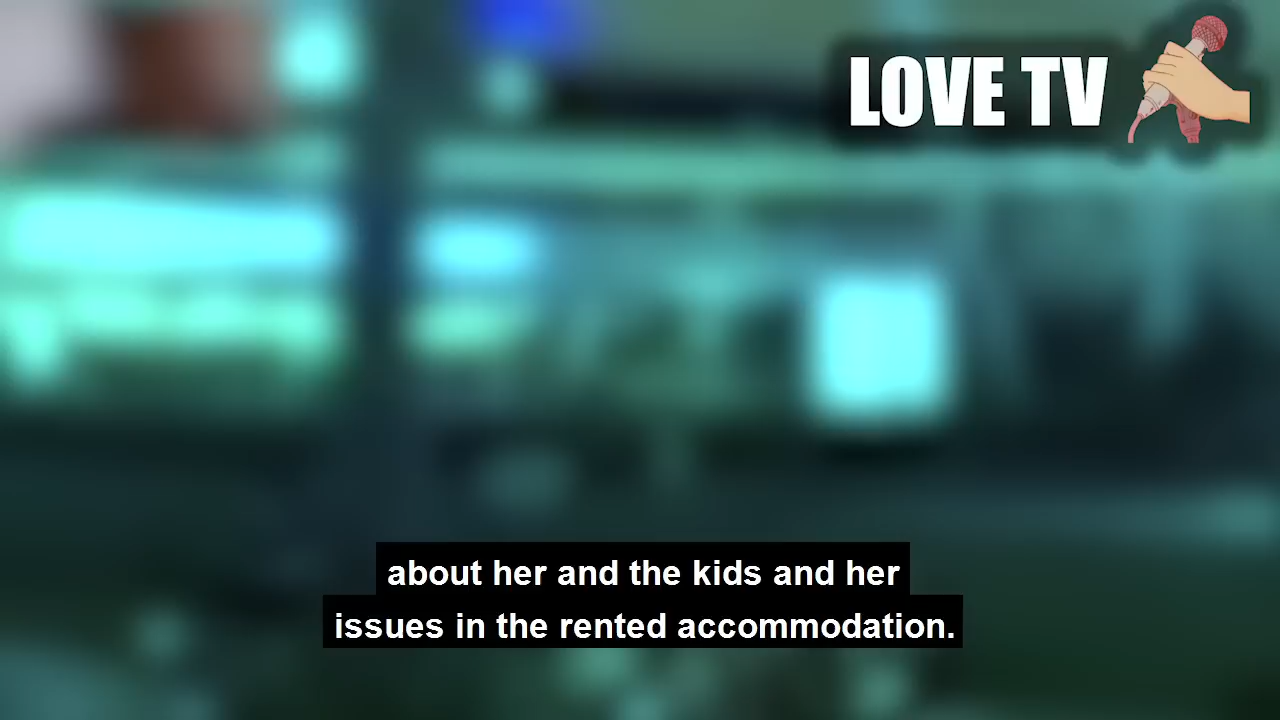 LOVE TV
about her and the kids and her
issues in the rented accommodation.